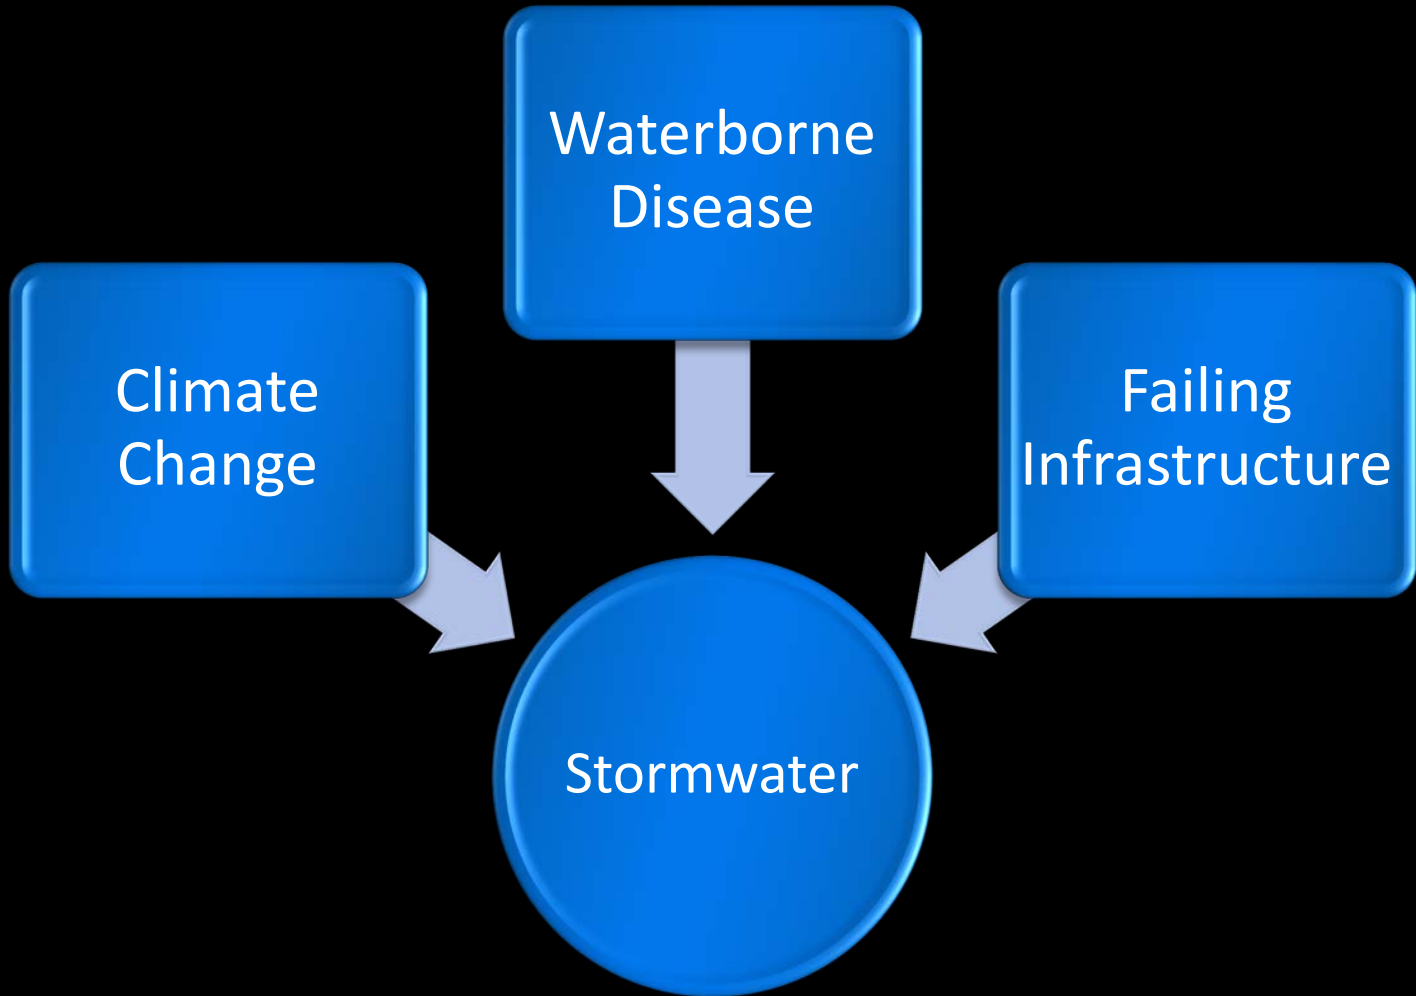 Waterborne
Disease
Climate
Change
Failing
Infrastructure
Stormwater